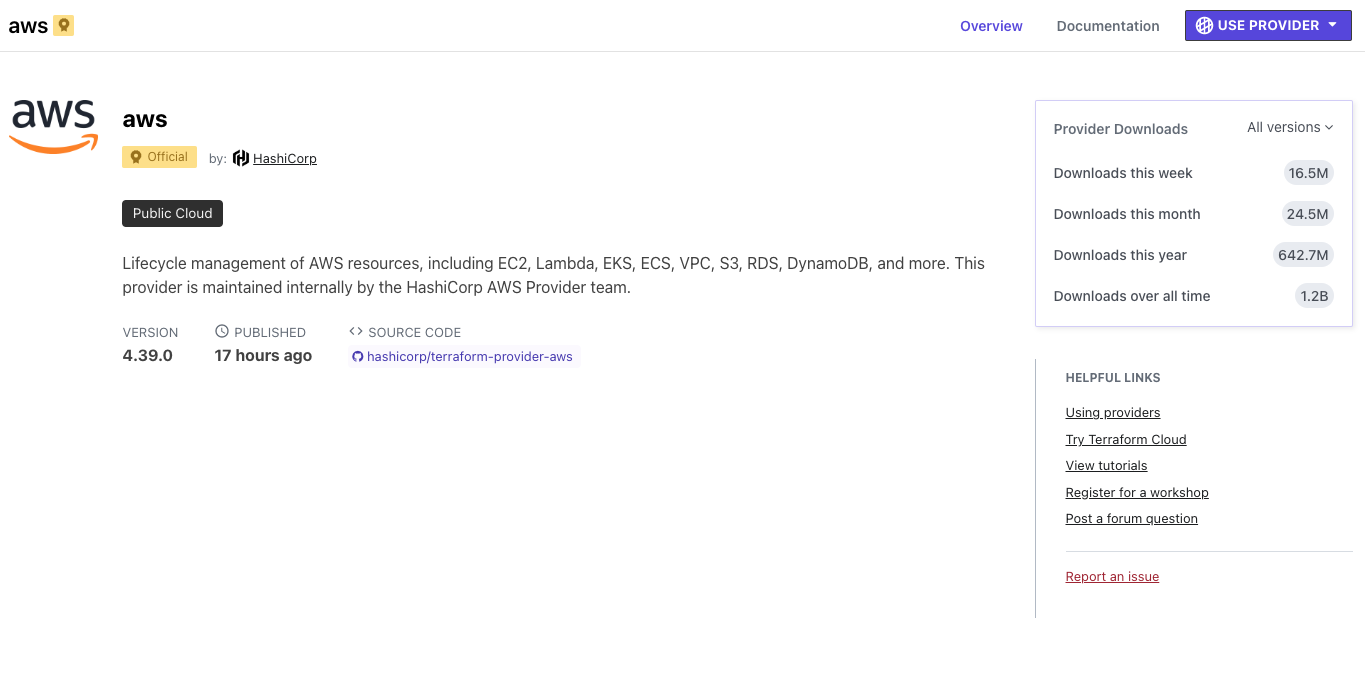 aws
Overview
Documentation
USE PROVIDER
aws
aws
Official
by: HashiCorp
Public Cloud
Lifecycle management of AWS resources, including EC2, Lambda, EKS, ECS, VPC, S3, RDS, DynamoDB, and more. This
provider is maintained internally by the HashiCorp AWS Provider team.
VERSION
4.39.0
PUBLISHED
17 hours ago
SOURCE CODE
hashicorp/terraform-provider-aws
Provider Downloads
All versions
Downloads this week 16.5M
Downloads this month 24.5M
Downloads this year 642.7M
Downloads over all time 1.2B
HELPFUL LINKS
Using providers
Try Terraform Cloud
View tutorials
Register for a workshop
Post a forum question
Report an issue